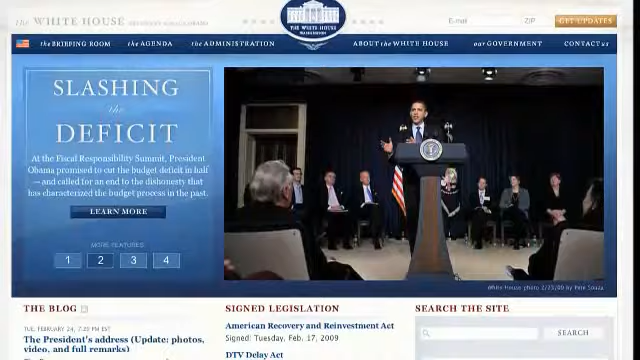 the WHITE HOUSE
THE WHITE HOUSE
WASHINGTON
E-mail
ZIP
GET UPDATES
the BRIEFING ROOM
the AGENDA
the ADMINISTRATION
ABOUT the WHITE HOUSE
our GOVERNMENT
CONTACT us
SLASHING
the
DEFICIT
At the Fiscal Responsibility Summit, President
Obama promised to cut the budget deficit in half
—and called for an end to the dishonesty that
has characterized the budget process in the past.
LEARN MORE
MORE FEATURES:
1 2 3 4
White House photo 2/23/09 by Pete Souza
THE BLOG
SIGNED LEGISLATION
SEARCH THE SITE
TUE, FEBRUARY 24, 7:25 PM EST
The President's address (Update: photos,
video, and full remarks)
American Recovery and Reinvestment Act
Signed: Tuesday, Feb. 17, 2009
DTV Delay Act
SEARCH